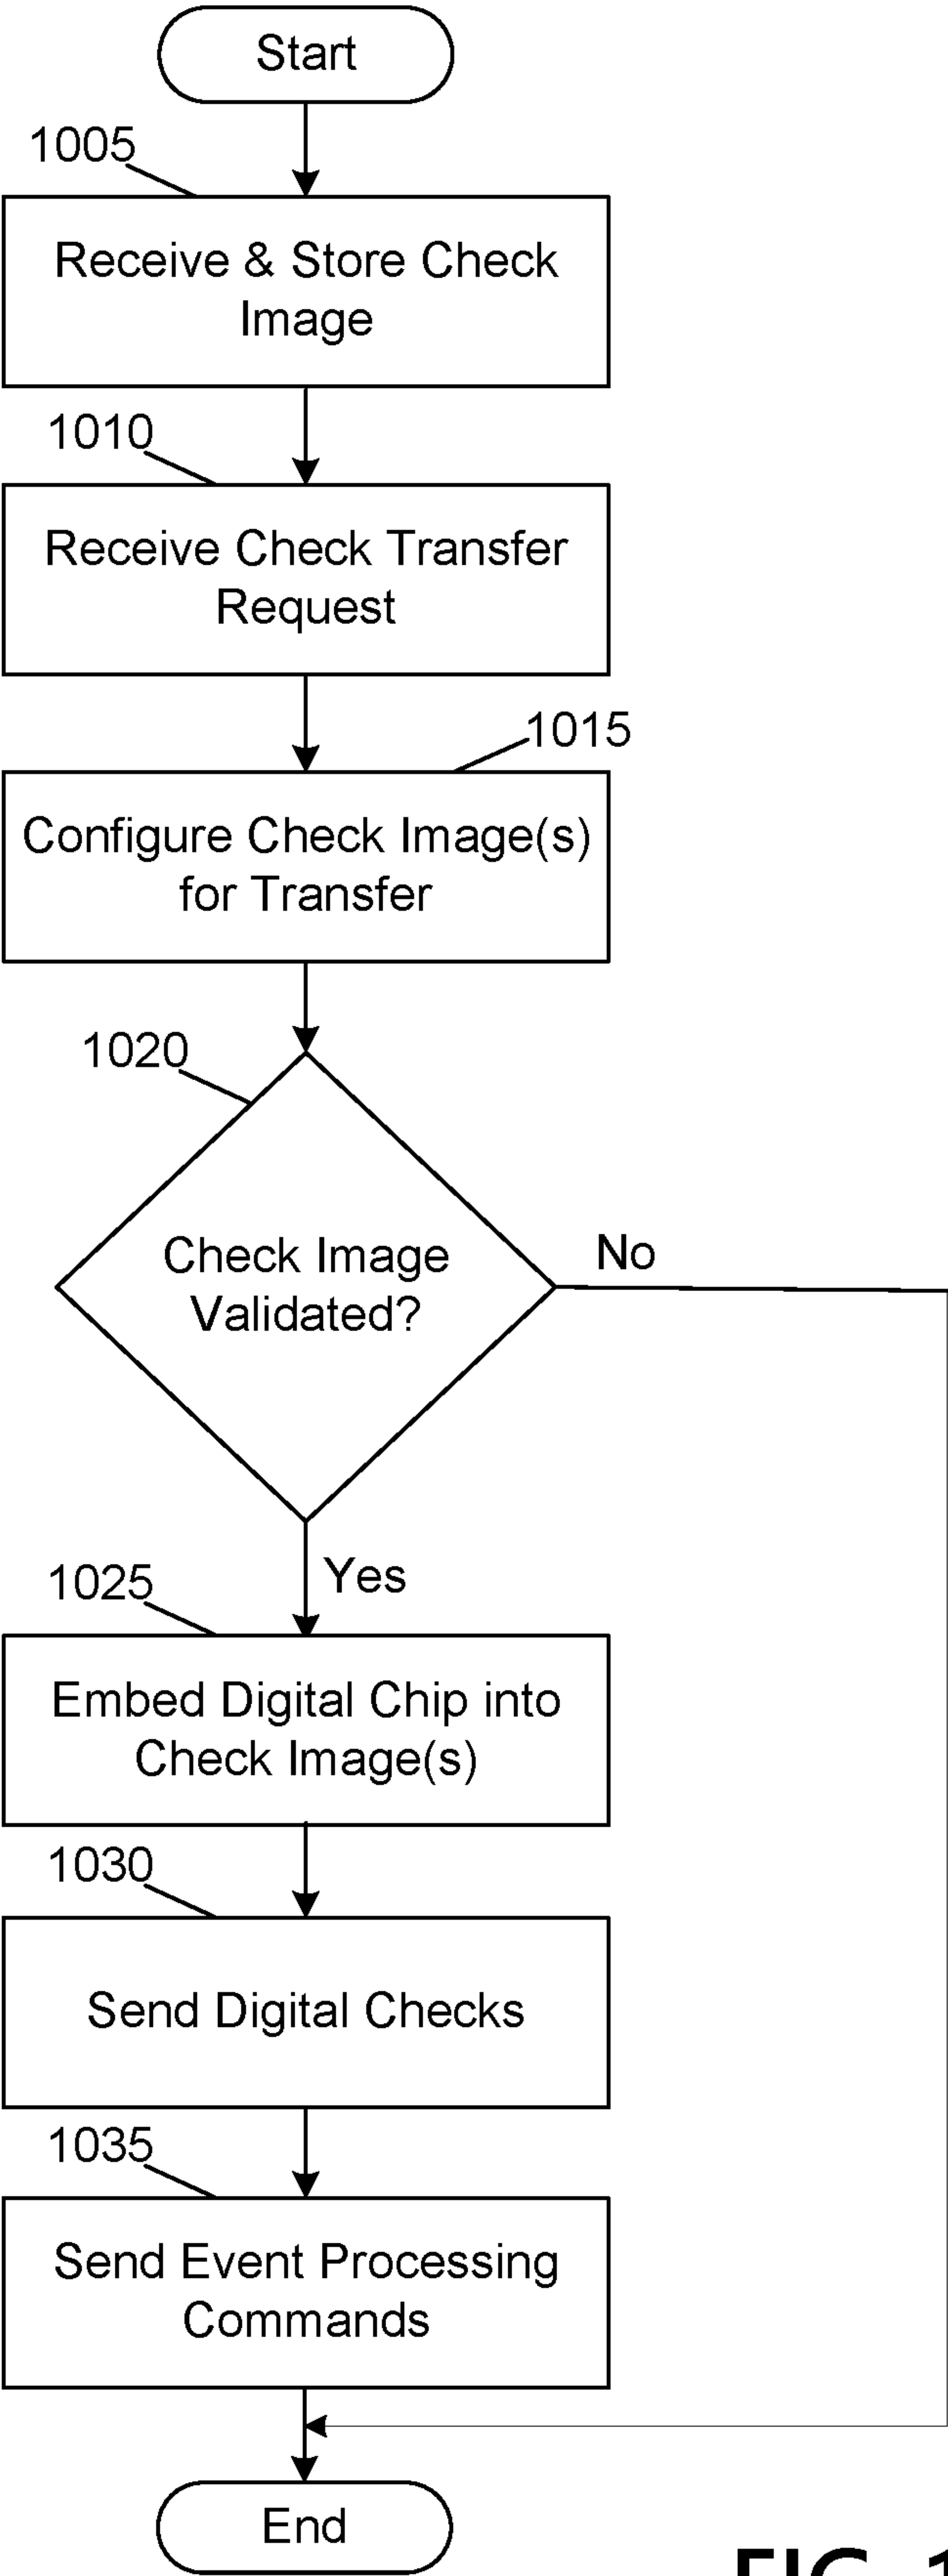 Start
1005
Receive & Store Check
Image
1010
Receive Check Transfer
Request
1015
Configure Check Image(s)
for Transfer
1020
Check Image
Validated?
No
Yes
1025
Embed Digital Chip into
Check Image(s)
1030
Send Digital Checks
1035
Send Event Processing
Commands
End